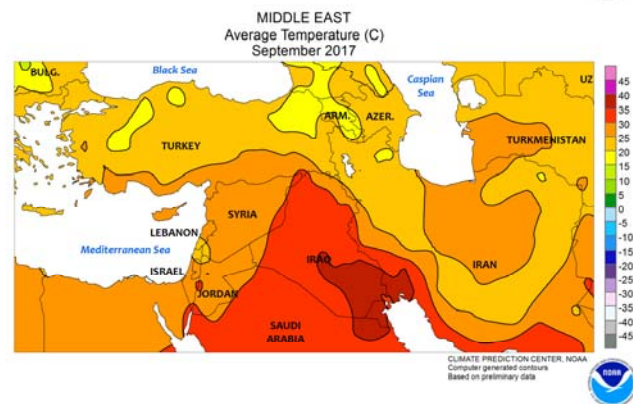 MIDDLE EAST
Average Temperature (C)
September 2017
BULG.
Black Sea
Caspian
Sea
UZ
ARM.
AZER.
TURKEY
TURKMENISTAN
SYRIA
LEBANON
Mediterranean Sea
IRAQ
IRAN
ISRAEL
JORDAN
SAUDI
ARABIA
45
40
35
30
25
20
15
10
5
0
-5
-10
-15
-20
-25
-30
-35
-40
-45
CLIMATE PREDICTION CENTER, NOAA
Computer generated contours
Based on preliminary data
NOAA